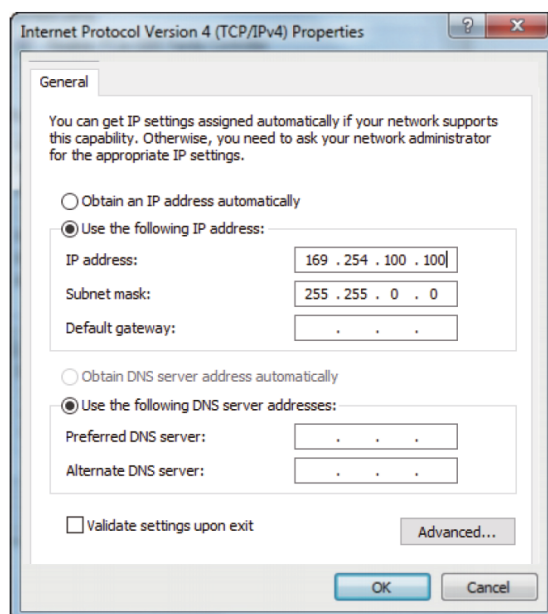 Internet Protocol Version 4 (TCP/IPv4) Properties
?
X
General
You can get IP settings assigned automatically if your network supports
this capability. Otherwise, you need to ask your network administrator
for the appropriate IP settings.
Obtain an IP address automatically
Use the following IP address:
IP address: 169 . 254 . 100 . 100
Subnet mask: 255 . 255 . 0 . 0
Default gateway: . . .
Obtain DNS server address automatically
Use the following DNS server addresses:
Preferred DNS server: . . .
Alternate DNS server: . . .
Validate settings upon exit
Advanced...
OK Cancel